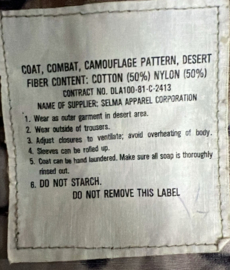 COAT, COMBAT, CAMOUFLAGE PATTERN, DESERT
FIBER CONTENT: COTTON (50%) NYLON (50%)
CONTRACT NO. DLA100-81-C-2413
NAME OF SUPPLIER: SELMA APPAREL CORPORATION
1. Wear as outer garment in desert area.
2. Wear outside of trousers.
3. Adjust closures to ventilate; avoid overheating of body.
4. Sleeves can be rolled up.
5. Coat can be hand laundered. Make sure all soap is thoroughly
rinsed out.
6. DO NOT STARCH.
DO NOT REMOVE THIS LABEL